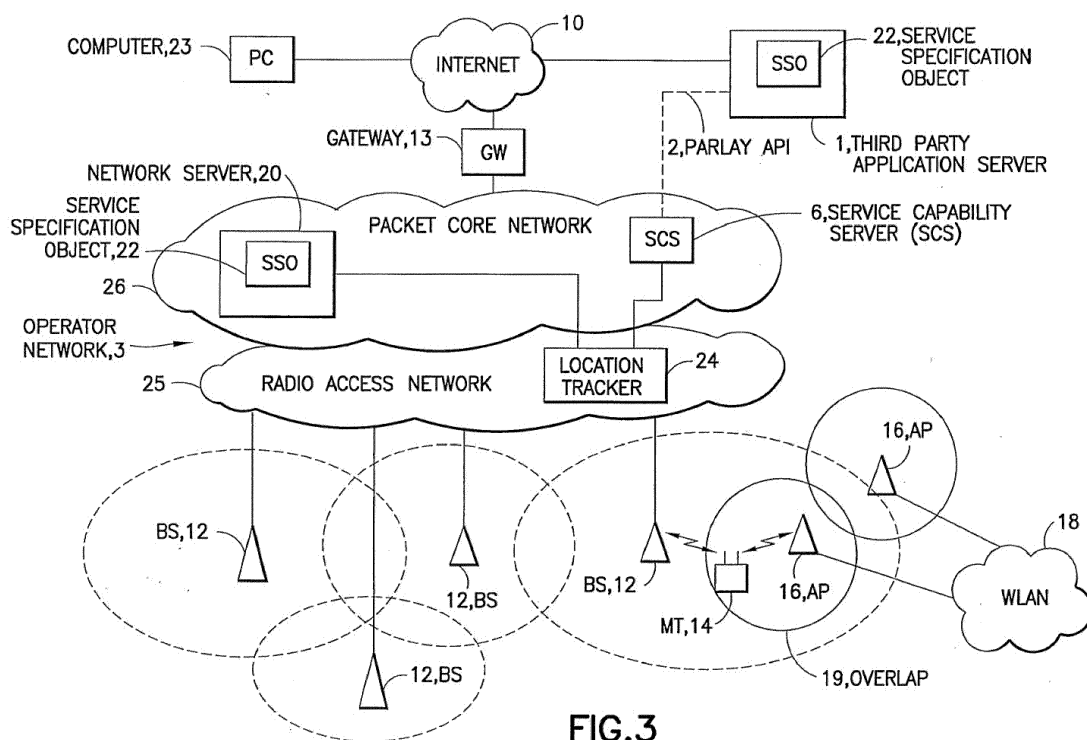 10
COMPUTER,23
PC
INTERNET
SSO
22,SERVICE
SPECIFICATION
OBJECT
GATEWAY,13
GW
2,PARLAY API
1,THIRD PARTY
APPLICATION SERVER
NETWORK SERVER,20
SERVICE
SPECIFICATION
OBJECT,22
SSO
PACKET CORE NETWORK
SCS
6,SERVICE CAPABILITY
SERVER (SCS)
26
OPERATOR
NETWORK,3
25
RADIO ACCESS NETWORK
LOCATION
TRACKER
24
16,AP
BS,12
12,BS
BS,12
MT,14
16,AP
18
WLAN
12,BS
19,OVERLAP
FIG.3